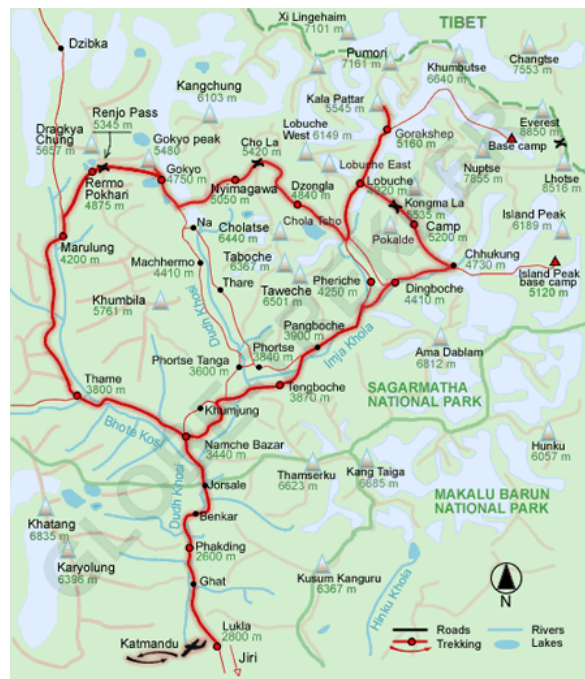 Xi Lingehaim
7101 m
TIBET
Dzibka
Pumori
7161 m
Khumbutse
6640 m
Changtse
7553 m
Renjo Pass
5345 m
Kangchung
6103 m
Kala Pattar
5545 m
Everest
8850 m
Dragkya
Chung
5657 m
Gokyo peak
5480
Cho La
5420 m
Lobuche
West 6149 m
Gorakshep
5160 m
Base camp
Nuptse
7855 m
Lhotse
8516 m
Rermo
Pokhari
4875 m
Gokyo
4750 m
Nyimagawa
5050 m
Lobuche East
Dzongla
4840 m
Lobuche
4920 m
Kongma La
5535 m
Island Peak
6189 m
Na
Cholatse
6440 m
Chola Tsho
Pokalde
Camp
5200 m
Marulung
4200 m
Machhermo
4410 m
Taboche
6367 m
Chhukung
4730 m
Thare
Taweche
6501 m
Pheriche
4250 m
Dingboche
4410 m
Island Peak
base camp
5120 m
Khumbila
5761 m
Dudh Khosi
Pangboche
3900 m
Imja Khola
Phortse
3840 m
Phortse Tanga
3600 m
Ama Dablam
6812 m
Thame
3800 m
Tengboche
3870 m
SAGARMATHA
NATIONAL PARK
Khumjung
Bhota Kosi
Namche Bazar
3440 m
Hunku
6057 m
Thamserku
6623 m
Kang Taiga
6685 m
Jorsale
Dudh Khosi
MAKALU BARUN
NATIONAL PARK
Benkar
Khatang
6835 m
Phakding
2600 m
Karyolung
6396 m
Ghat
Kusum Kanguru
6367 m
Hinku Khola
N
Lukla
2800 m
Katmandu
Jiri
Roads
Rivers
Trekking
Lakes